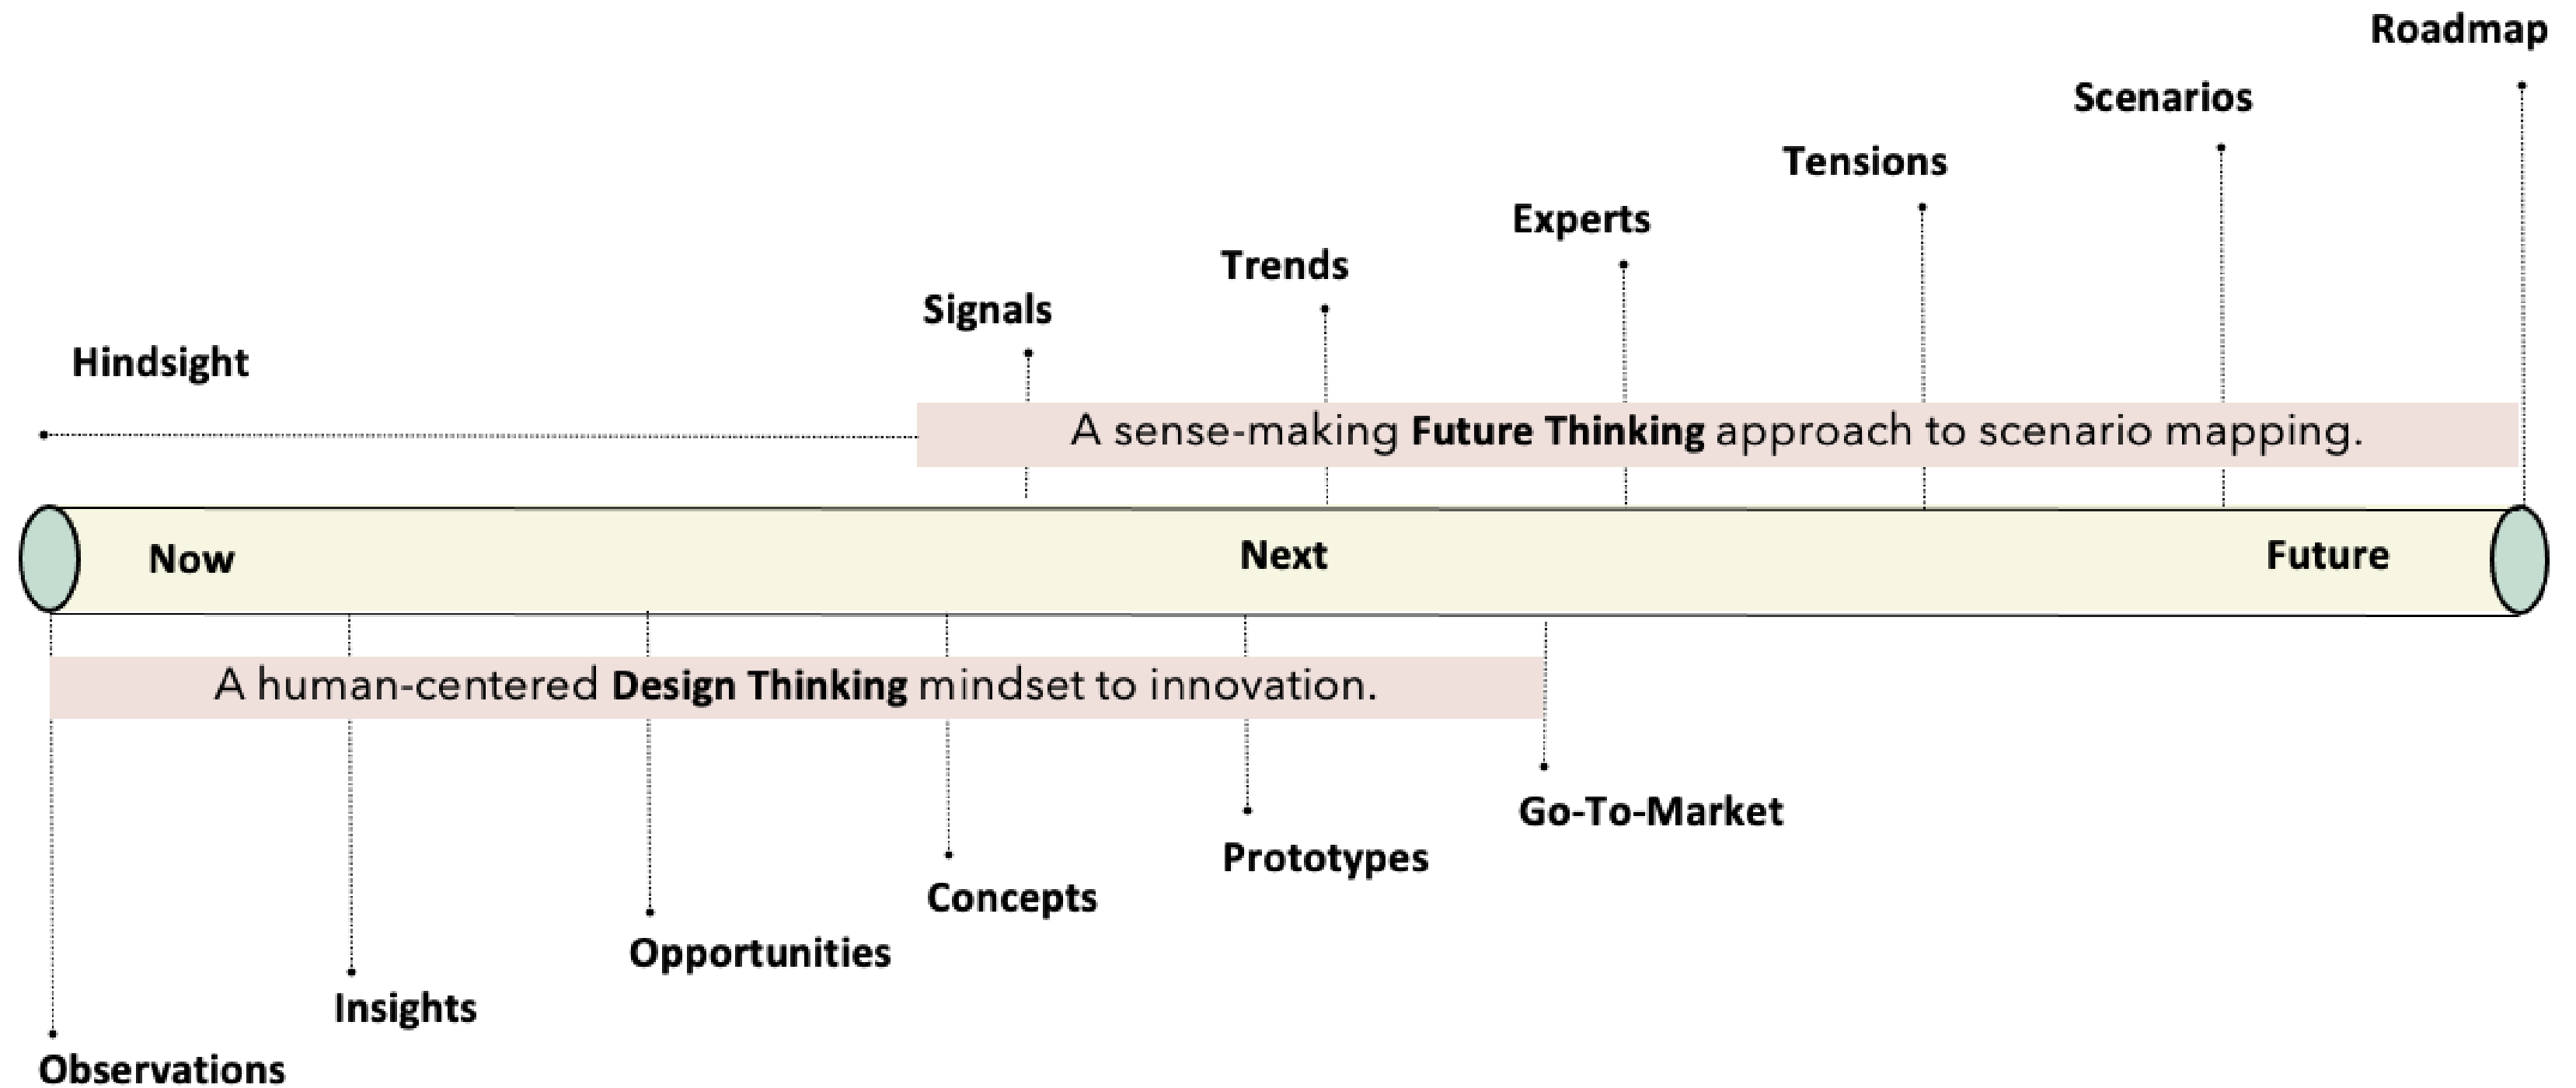 Roadmap
Scenarios
Tensions
Experts
Trends
Signals
Hindsight
A sense-making Future Thinking approach to scenario mapping.
Now Next Future
A human-centered Design Thinking mindset to innovation.
Go-To-Market
Prototypes
Concepts
Opportunities
Insights
Observations